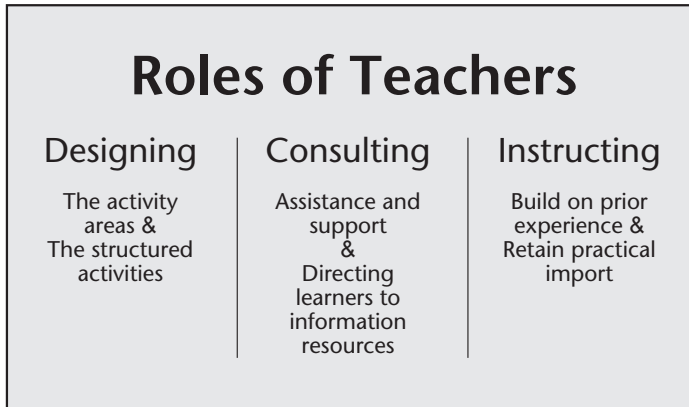 Roles of Teachers
Designing
The activity
areas &
The structured
activities
Consulting
Assistance and
support
&
Directing
learners to
information
resources
Instructing
Build on prior
experience &
Retain practical
import